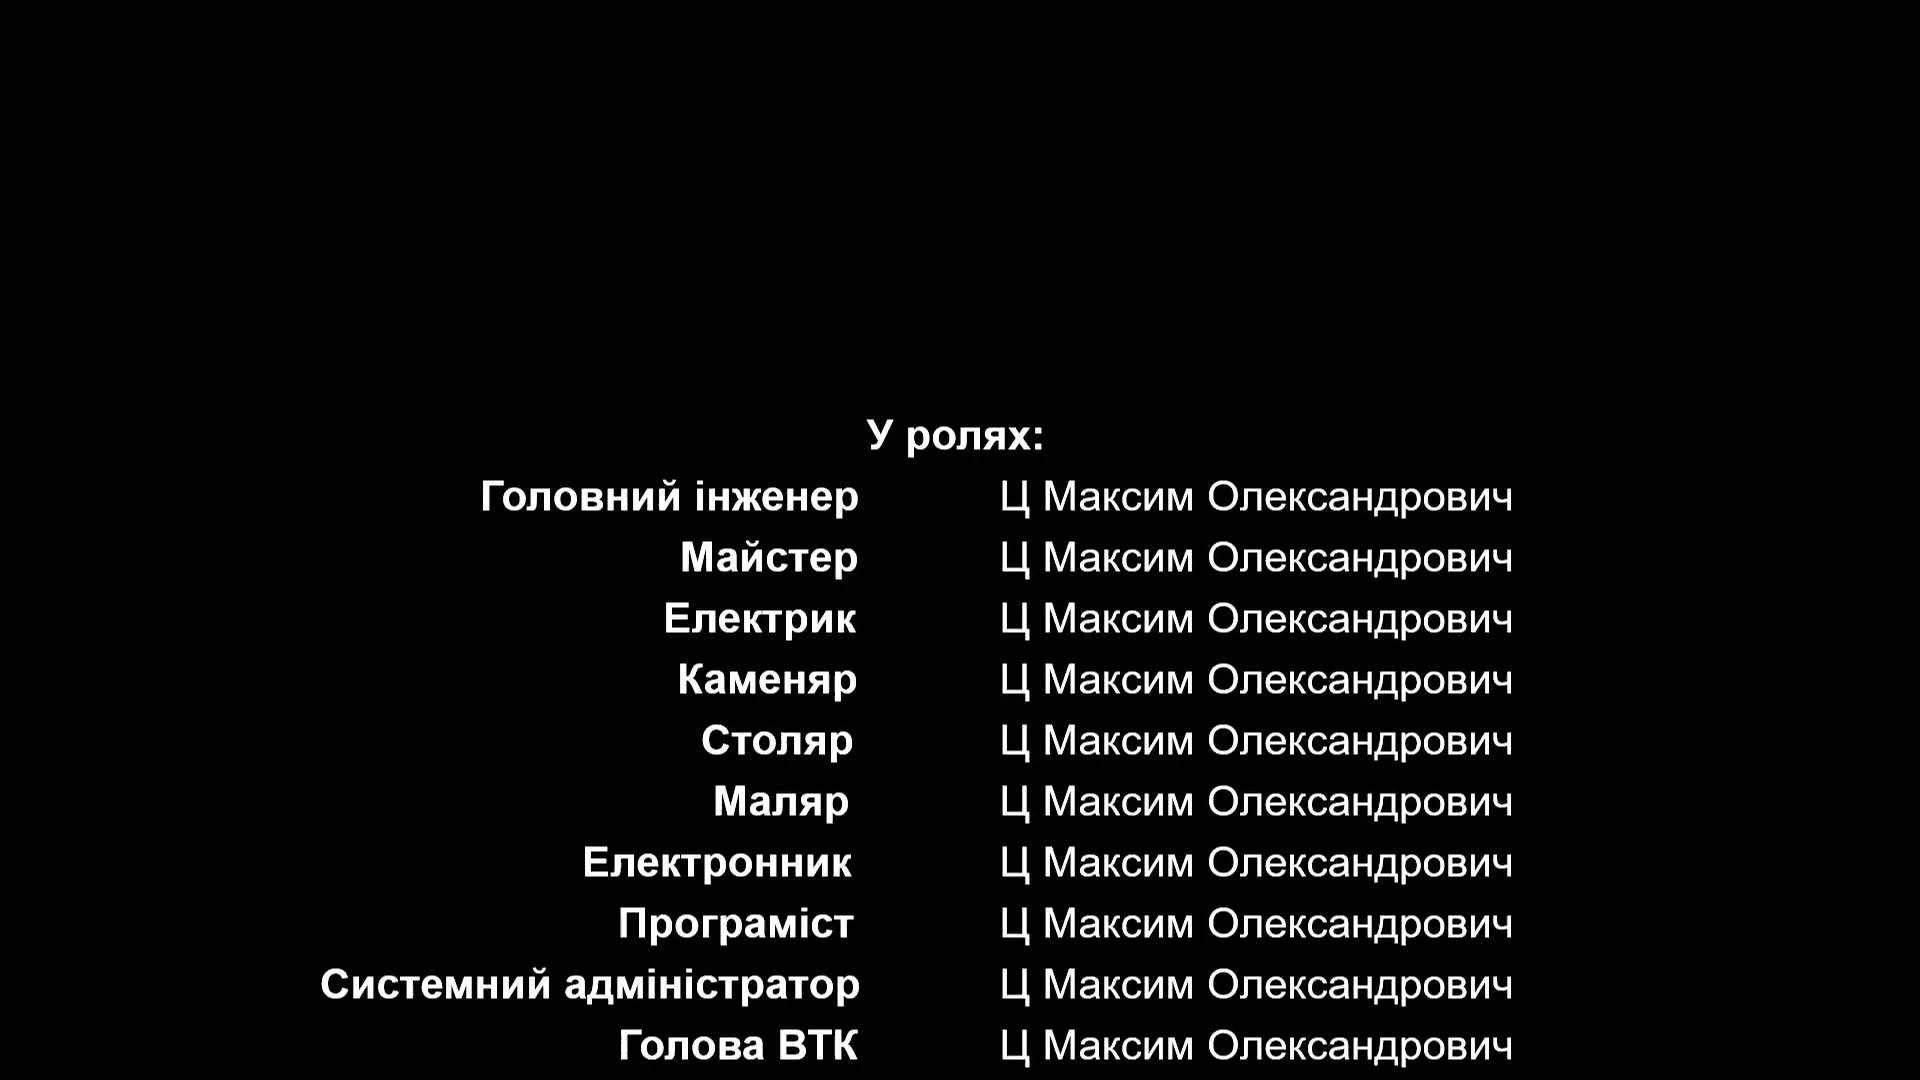 У ролях:
Головний інженер Ц Максим Олександрович
Майстер Ц Максим Олександрович
Електрик Ц Максим Олександрович
Каменяр Ц Максим Олександрович
Столяр Ц Максим Олександрович
Маляр Ц Максим Олександрович
Електронник Ц Максим Олександрович
Програміст Ц Максим Олександрович
Системний адміністратор Ц Максим Олександрович
Голова ВТК Ц Максим Олександрович